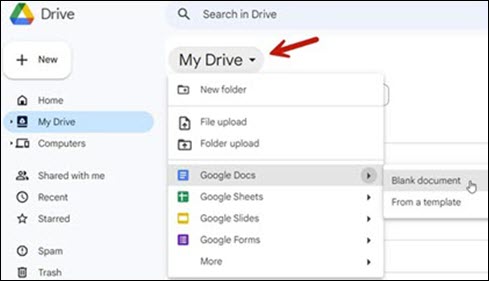 Drive
Search in Drive
New
My Drive
Home
My Drive
Computers
Shared with me
Recent
Starred
Spam
Trash
New folder
File upload
Folder upload
Google Docs
Google Sheets
Google Slides
Google Forms
More
Blank document
From a template